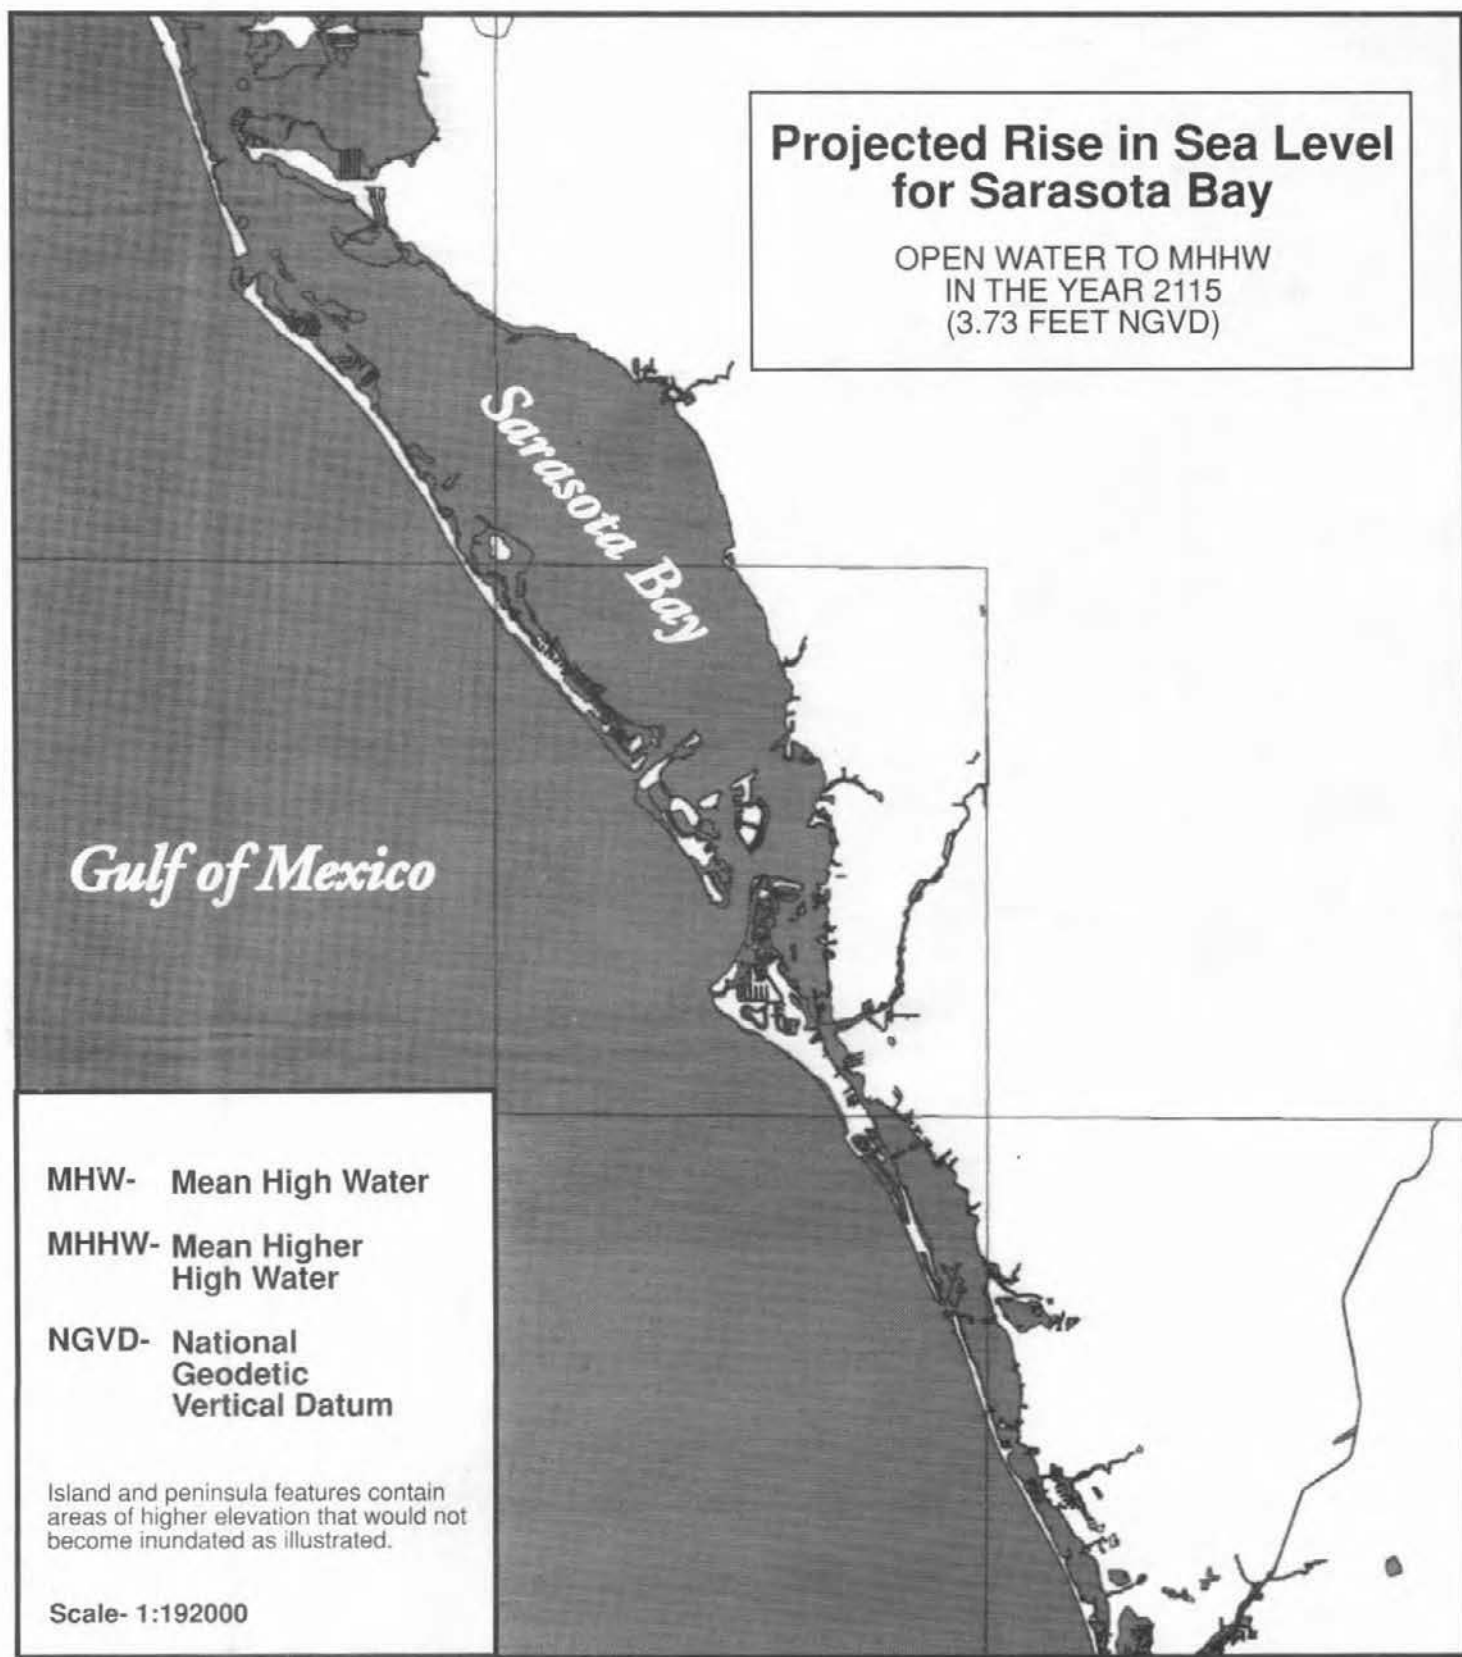 Projected Rise in Sea Level
for Sarasota Bay
OPEN WATER TO MHHW
IN THE YEAR 2115
(3.73 FEET NGVD)
Sarasota Bay
Gulf of Mexico
MHW- Mean High Water
MHHW- Mean Higher
High Water
NGVD- National
Geodetic
Vertical Datum
Island and peninsula features contain
areas of higher elevation that would not
become inundated as illustrated.
Scale- 1:192000